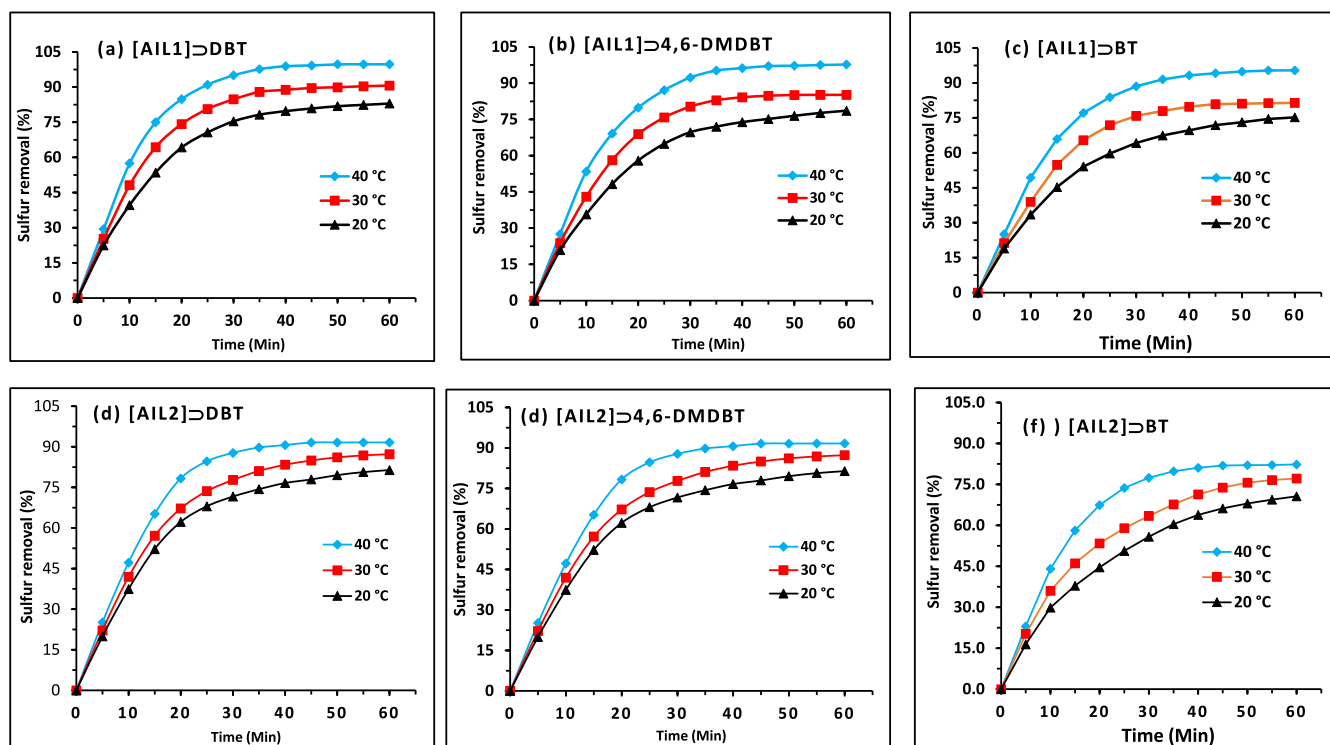 (a) [AIL1]⊃DBT
Sulfur removal (%)
105
90
75
60
45
30
15
0
40 °C
30 °C
20 °C
0 10 20 30 40 50 60
Time (Min)
(b) [AIL1]⊃4,6-DMDBT
Sulfur removal (%)
105
90
75
60
45
30
15
0
40 °C
30 °C
20 °C
0 10 20 30 40 50 60
Time (Min)
(c) [AIL1]⊃BT
Sulfur removal (%)
105
90
75
60
45
30
15
0
40 °C
30 °C
20 °C
0 10 20 30 40 50 60
Time (Min)
(d) [AIL2]⊃DBT
Sulfur removal (%)
105
90
75
60
45
30
15
0
40 °C
30 °C
20 °C
0 10 20 30 40 50 60
Time (Min)
(d) [AIL2]⊃4,6-DMDBT
Sulfur removal (%)
105
90
75
60
45
30
15
0
40 °C
30 °C
20 °C
0 10 20 30 40 50 60
Time (Min)
(f) ) [AIL2]⊃BT
Sulfur removal (%)
105.0
90.0
75.0
60.0
45.0
30.0
15.0
0.0
40 °C
30 °C
20 °C
0 10 20 30 40 50 60
Time (Min)